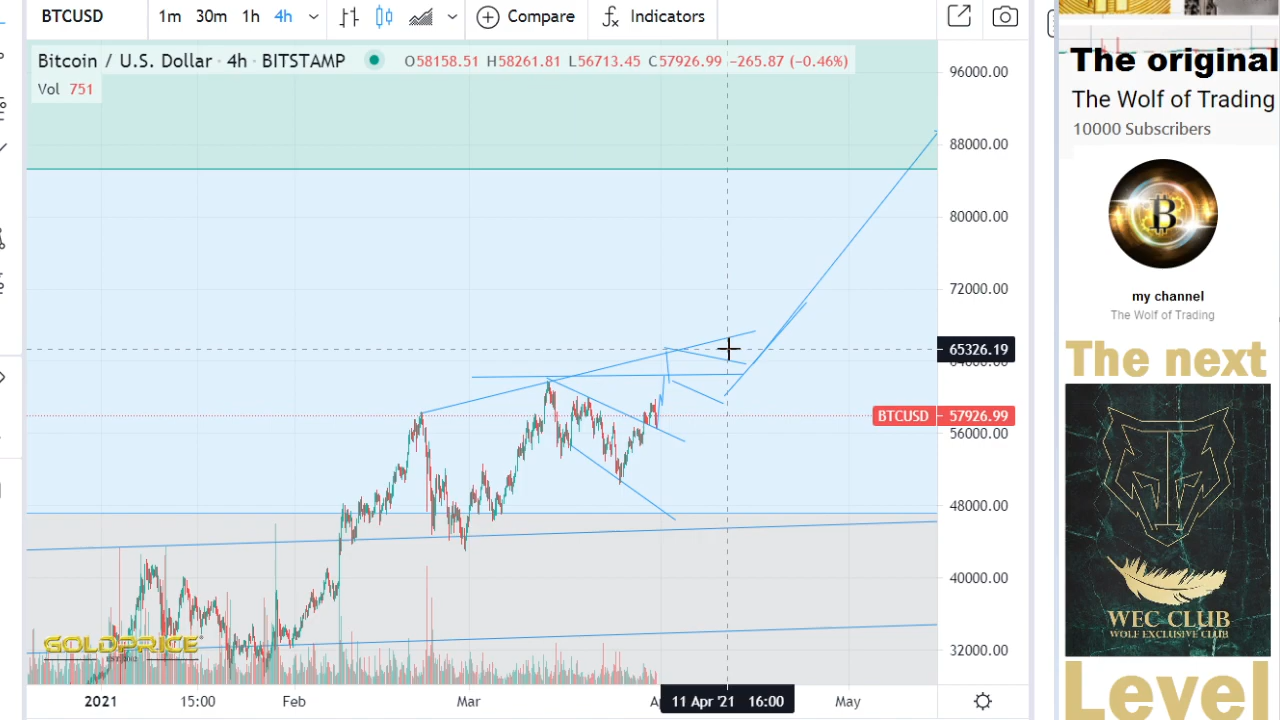 BTCUSD
1m 30m 1h 4h
Compare
Indicators
Bitcoin / U.S. Dollar · 4h · BITSTAMP
O58158.51 H58261.81 L56713.45 C57926.99 -265.87 (-0.46%)
Vol 751
96000.00
88000.00
80000.00
72000.00
65326.19
BTCUSD 57926.99
56000.00
48000.00
40000.00
32000.00
GOLDPRICE
2021 15:00 Feb Mar 11 Apr '21 16:00 May
The original
The Wolf of Trading
10000 Subscribers
B
my channel
The Wolf of Trading
The next
WEC CLUB
WOLF EXCLUSIVE CLUB
Level